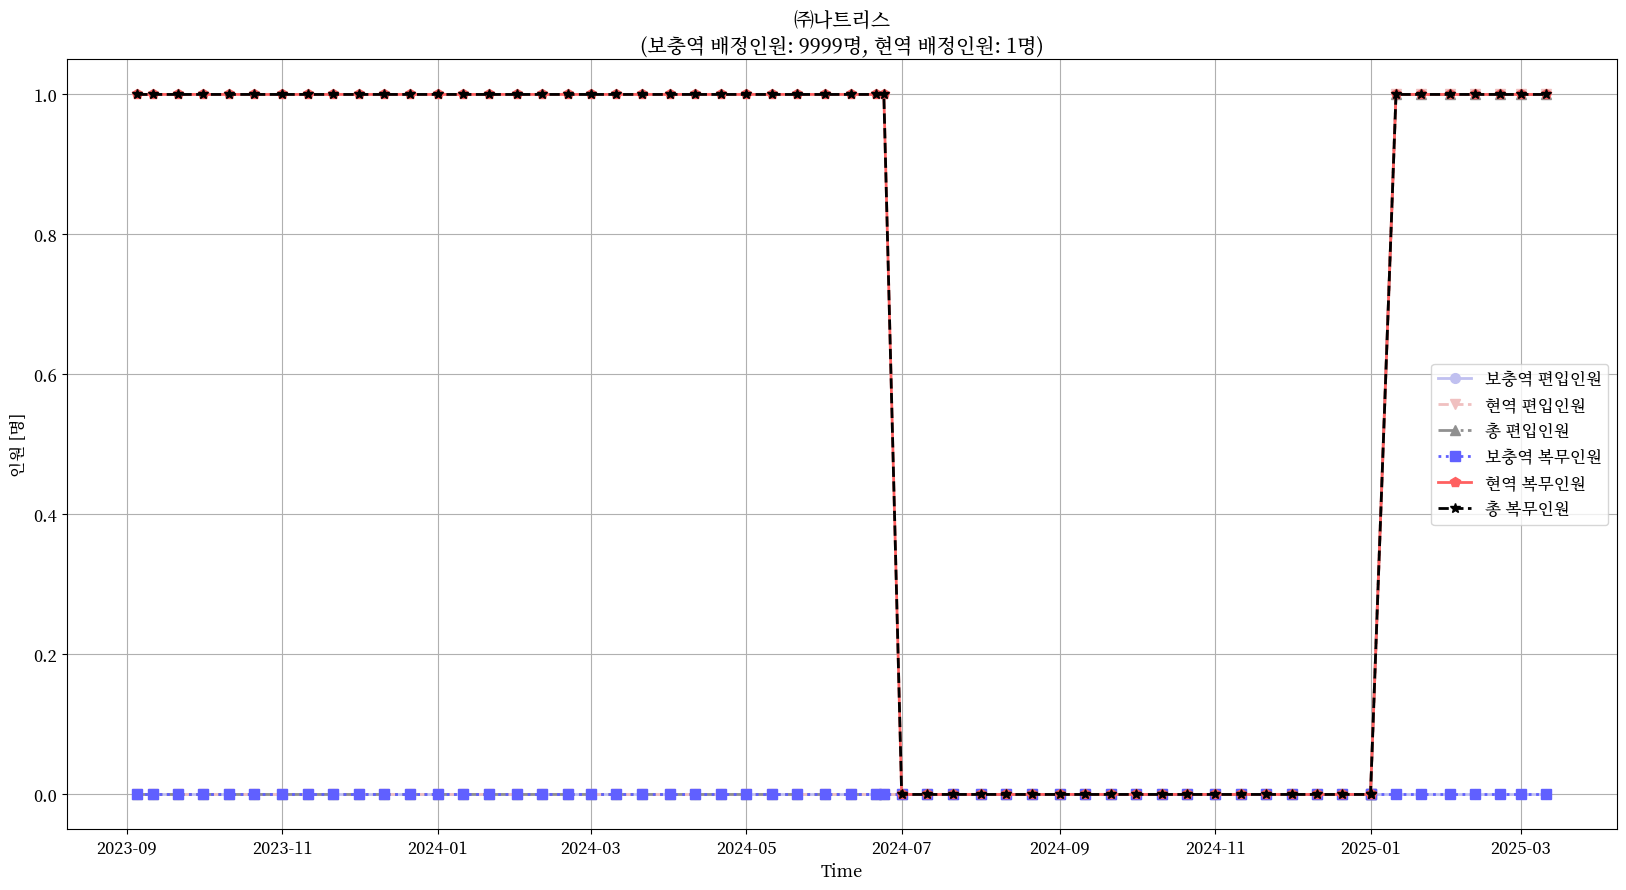 ㈜나트리스
(보충역 배정인원: 9999명, 현역 배정인원: 1명)
인원 [명]
1.0
0.8
0.6
0.4
0.2
0.0
보충역 편입인원
현역 편입인원
총 편입인원
보충역 복무인원
현역 복무인원
총 복무인원
2023-09
2023-11
2024-01
2024-03
2024-05
2024-07
2024-09
2024-11
2025-01
2025-03
Time